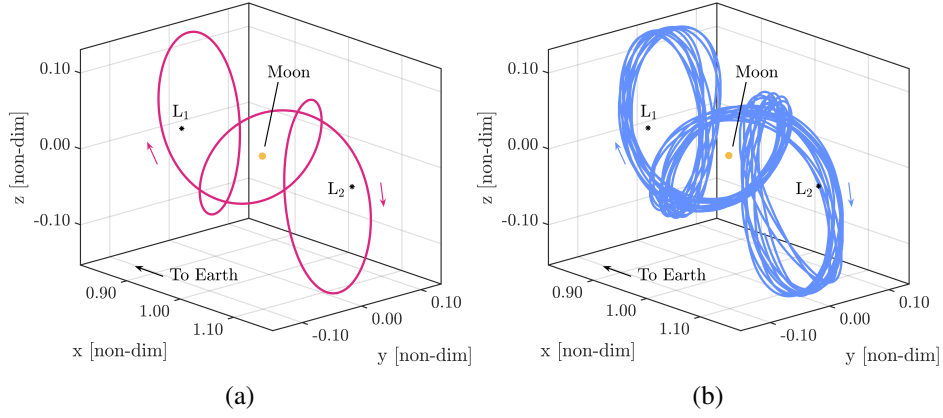 0.10
0.00
-0.10
z [non-dim]
L1
Moon
L2
To Earth
0.90
1.00
1.10
x [non-dim]
-0.10
0.00
0.10
y [non-dim]
(a)
0.10
0.00
-0.10
z [non-dim]
L1
Moon
L2
To Earth
0.90
1.00
1.10
x [non-dim]
-0.10
0.00
0.10
y [non-dim]
(b)